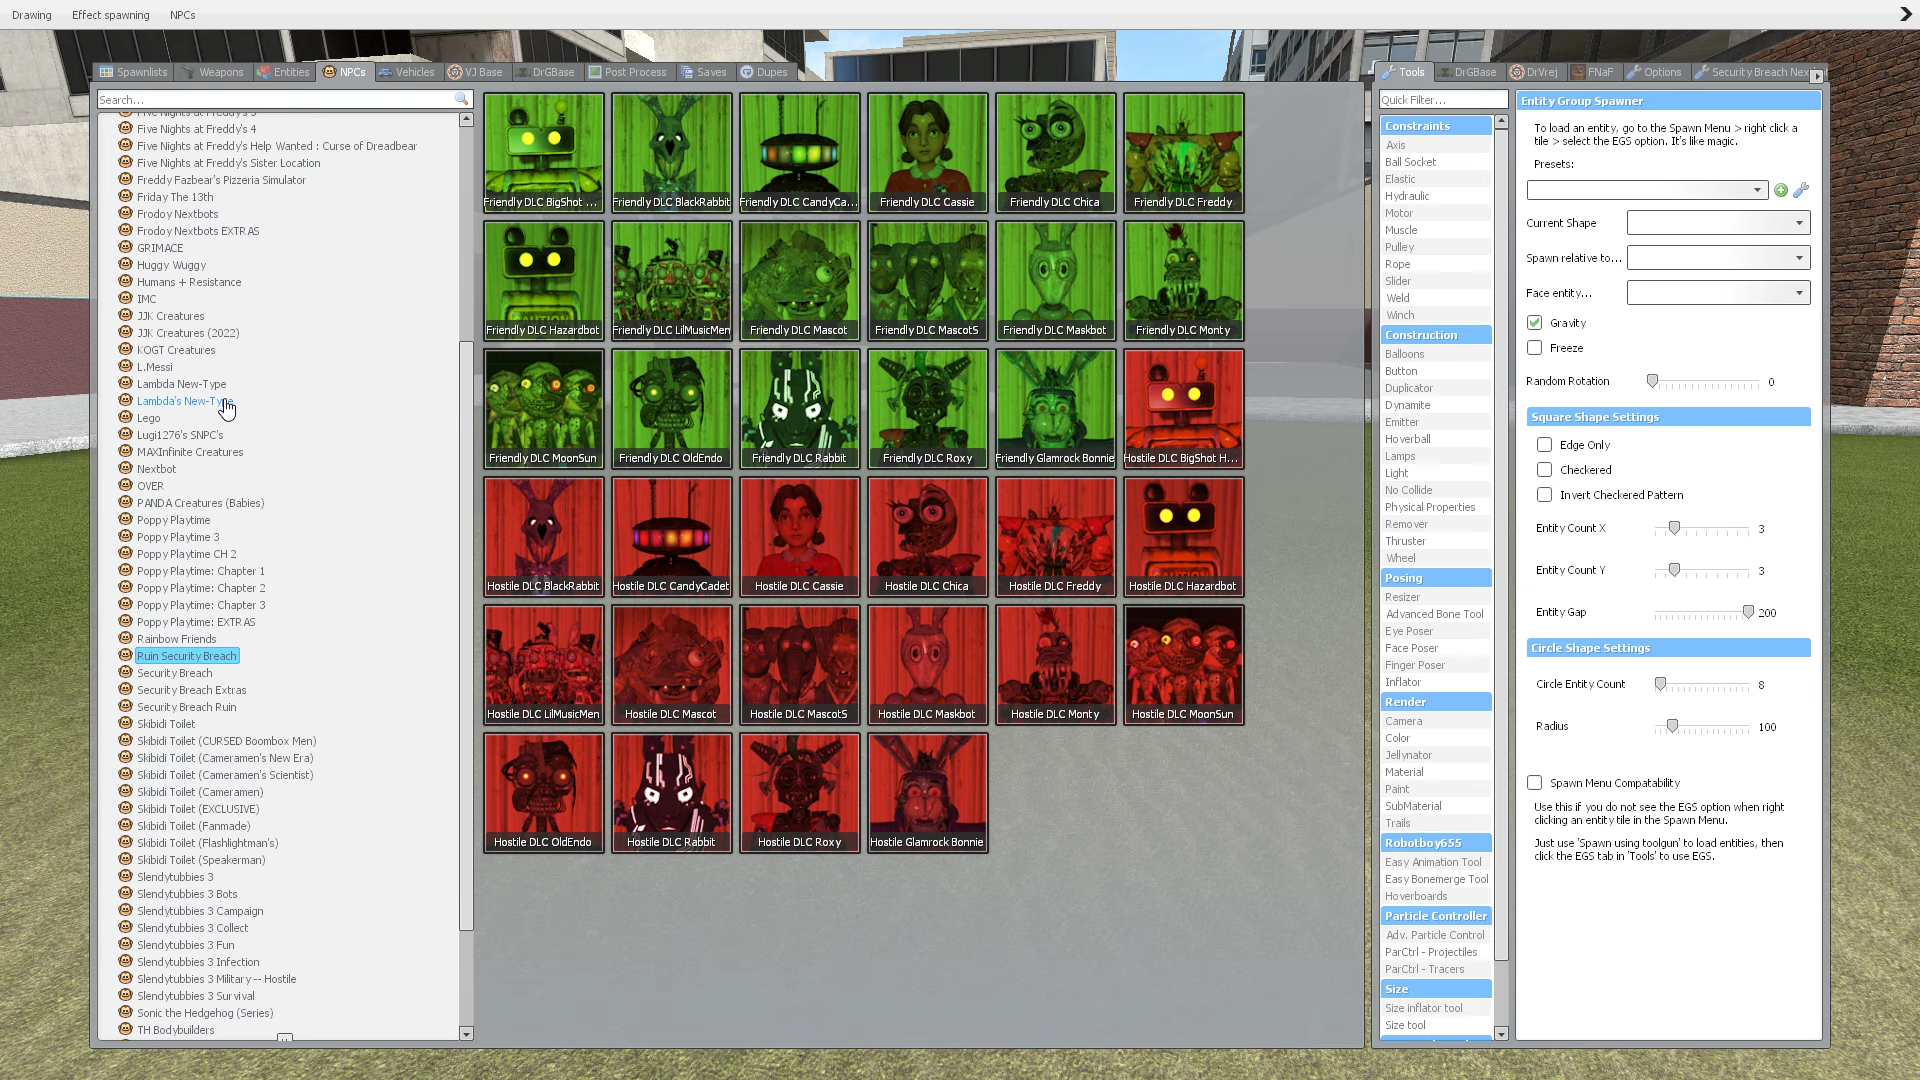 Drawing
Effect spawning
NPCs
Spawnlists
Weapons
Entities
NPCs
Vehicles
VJ Base
DrGBase
Post Process
Saves
Dupes
Tools
DrGBase
DrVrej
FNaF
Options
Security Breach
Search...
Five Nights at Freddy's 3
Five Nights at Freddy's 4
Five Nights at Freddy's Help Wanted : Curse of Dreadbear
Five Nights at Freddy's Sister Location
Freddy Fazbear's Pizzeria Simulator
Friday The 13th
Frodoy Nextbots
Frodoy Nextbots EXTRAS
GRIMACE
Huggy Wuggy
Humans + Resistance
IMC
JJK Creatures
JJK Creatures (2022)
KOGT Creatures
L.Messi
Lambda New-Type
Lambda's New-Type
Lego
Lugi1276's SNPC's
MAXInfinite Creatures
Nextbot
OVER
PANDA Creatures (Babies)
Poppy Playtime
Poppy Playtime 3
Poppy Playtime CH 2
Poppy Playtime: Chapter 1
Poppy Playtime: Chapter 2
Poppy Playtime: Chapter 3
Poppy Playtime: EXTRAS
Rainbow Friends
Ruin Security Breach
Security Breach
Security Breach Extras
Security Breach Ruin
Skibidi Toilet
Skibidi Toilet (CURSED Boombox Men)
Skibidi Toilet (Cameramen's New Era)
Skibidi Toilet (Cameramen's Scientist)
Skibidi Toilet (Cameramen)
Skibidi Toilet (EXCLUSIVE)
Skibidi Toilet (Fanmade)
Skibidi Toilet (Flashlightman's)
Skibidi Toilet (Speakerman)
Slendytubbies 3
Slendytubbies 3 Bots
Slendytubbies 3 Campaign
Slendytubbies 3 Collect
Slendytubbies 3 Fun
Slendytubbies 3 Infection
Slendytubbies 3 Military -- Hostile
Slendytubbies 3 Survival
Sonic the Hedgehog (Series)
TH Bodybuilders
Friendly DLC BigShot ...
Friendly DLC BlackRabbit
Friendly DLC CandyCa...
Friendly DLC Cassie
Friendly DLC Chica
Friendly DLC Freddy
Friendly DLC Hazardbot
Friendly DLC LilMusicMen
Friendly DLC Mascot
Friendly DLC MascotS
Friendly DLC Maskbot
Friendly DLC Monty
Friendly DLC MoonSun
Friendly DLC OldEndo
Friendly DLC Rabbit
Friendly DLC Roxy
Friendly Glamrock Bonnie
Hostile DLC BigShot H...
Hostile DLC BlackRabbit
Hostile DLC CandyCadet
Hostile DLC Cassie
Hostile DLC Chica
Hostile DLC Freddy
Hostile DLC Hazardbot
Hostile DLC LilMusicMen
Hostile DLC Mascot
Hostile DLC MascotS
Hostile DLC Maskbot
Hostile DLC Monty
Hostile DLC MoonSun
Hostile DLC OldEndo
Hostile DLC Rabbit
Hostile DLC Roxy
Hostile Glamrock Bonnie
Quick Filter...
Constraints
Axis
Ball Socket
Elastic
Hydraulic
Motor
Muscle
Pulley
Rope
Slider
Weld
Winch
Construction
Balloons
Button
Duplicator
Dynamite
Emitter
Hoverball
Lamps
Light
No Collide
Physical Properties
Remover
Thruster
Wheel
Posing
Resizer
Advanced Bone Tool
Eye Poser
Face Poser
Finger Poser
Inflator
Render
Camera
Color
Jellynator
Material
Paint
SubMaterial
Trails
Robotboy655
Easy Animation Tool
Easy Bonemerge Tool
Hoverboards
Particle Controller
Adv. Particle Control
ParCtrl - Projectiles
ParCtrl - Tracers
Size
Size inflator tool
Size tool
Entity Group Spawner
To load an entity, go to the Spawn Menu > right click a
tile > select the EGS option. It's like magic.
Presets:
Current Shape
Spawn relative to...
Face entity...
Gravity
Freeze
Random Rotation 0
Square Shape Settings
Edge Only
Checkered
Invert Checkered Pattern
Entity Count X 3
Entity Count Y 3
Entity Gap 200
Circle Shape Settings
Circle Entity Count 8
Radius 100
Spawn Menu Compatability
Use this if you do not see the EGS option when right
clicking an entity tile in the Spawn Menu.
Just use 'Spawn using toolgun' to load entities, then
click the EGS tab in 'Tools' to use EGS.